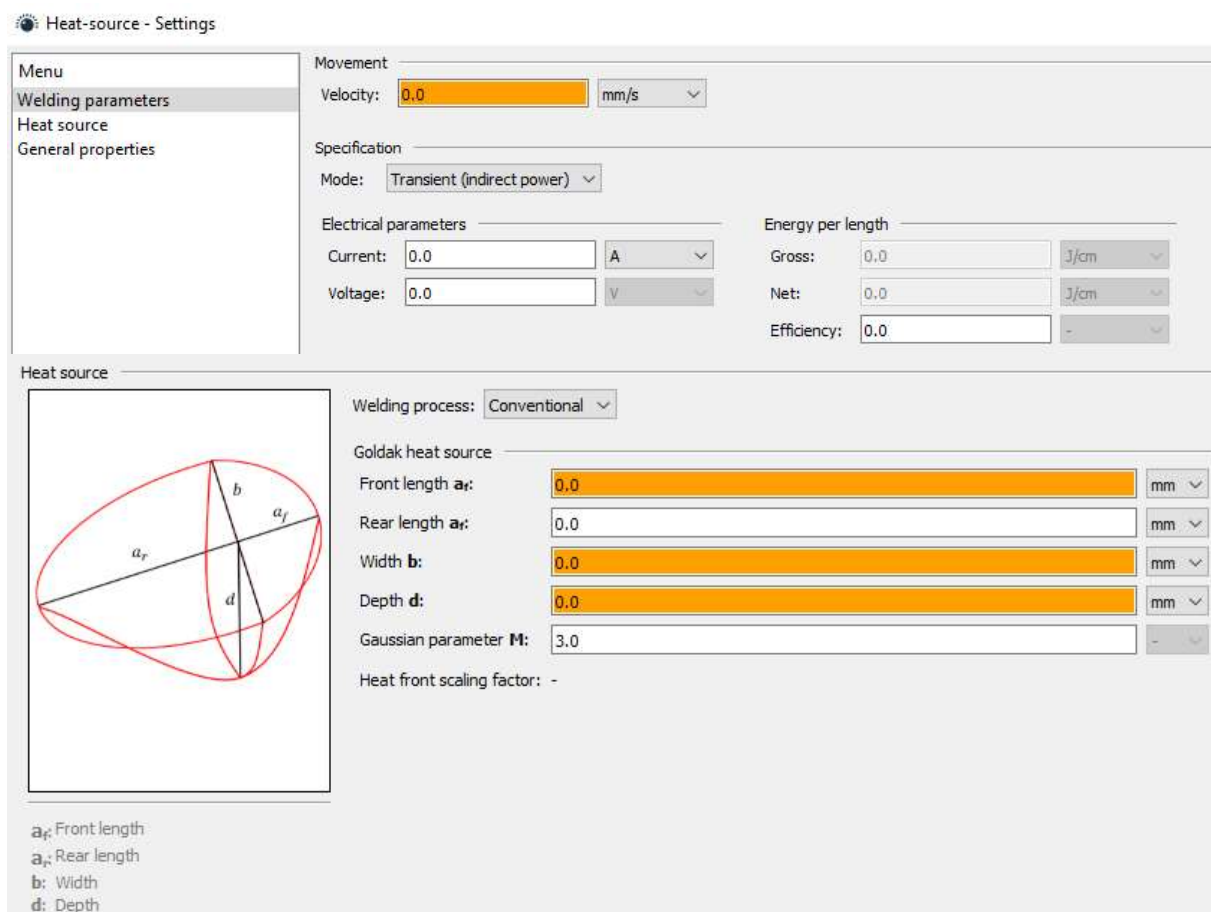 Heat-source - Settings
Menu
Welding parameters
Heat source
General properties
Movement
Velocity: 0.0 mm/s
Specification
Mode: Transient (indirect power)
Electrical parameters
Current: 0.0 A
Voltage: 0.0 V
Energy per length
Gross: 0.0 J/cm
Net: 0.0 J/cm
Efficiency: 0.0 -
Heat source
b
a_f
a_r
d
a_f: Front length
a_r: Rear length
b: Width
d: Depth
Welding process: Conventional
Goldak heat source
Front length a_f: 0.0 mm
Rear length a_f: 0.0 mm
Width b: 0.0 mm
Depth d: 0.0 mm
Gaussian parameter M: 3.0 -
Heat front scaling factor: -